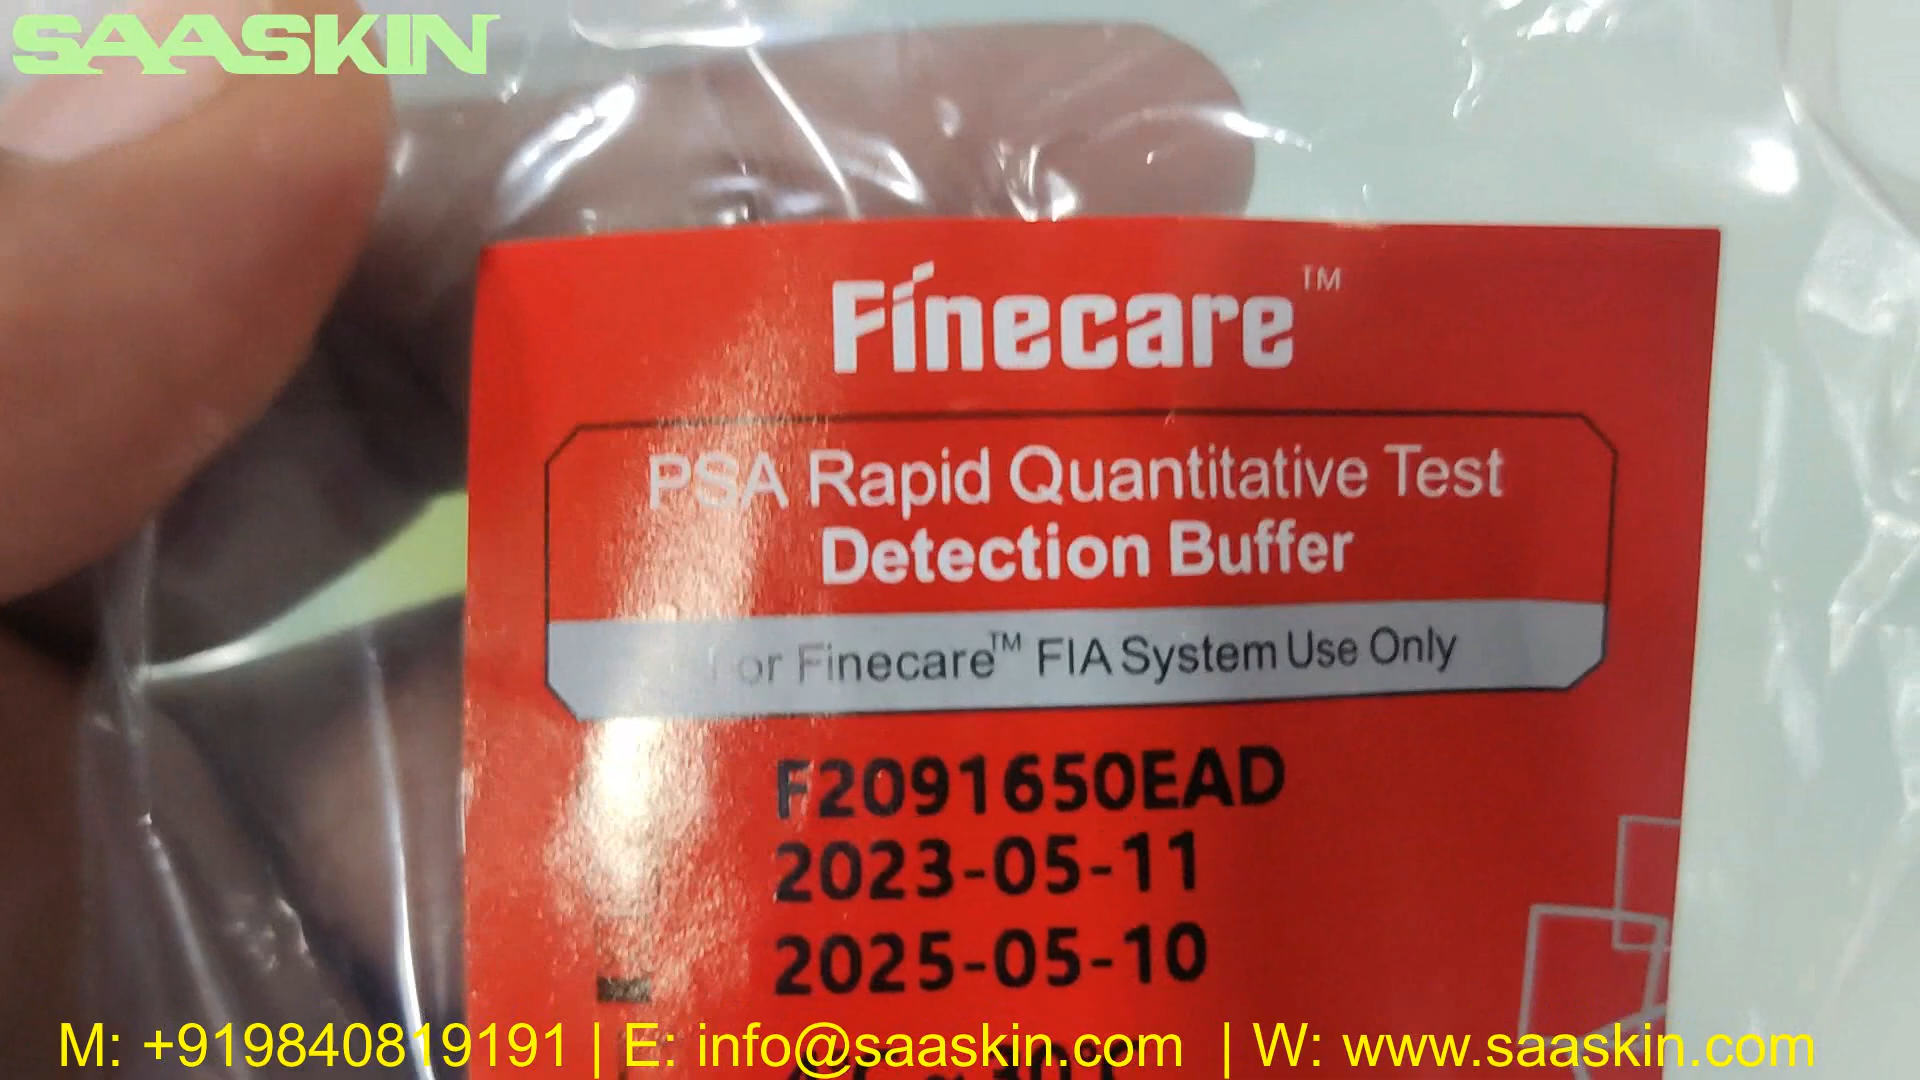 SAASKIN
Finecare™
PSA Rapid Quantitative Test
Detection Buffer
For Finecare™ FIA System Use Only
F2091650EAD
2023-05-11
2025-05-10
M: +919840819191 | E: info@saaskin.com | W: www.saaskin.com